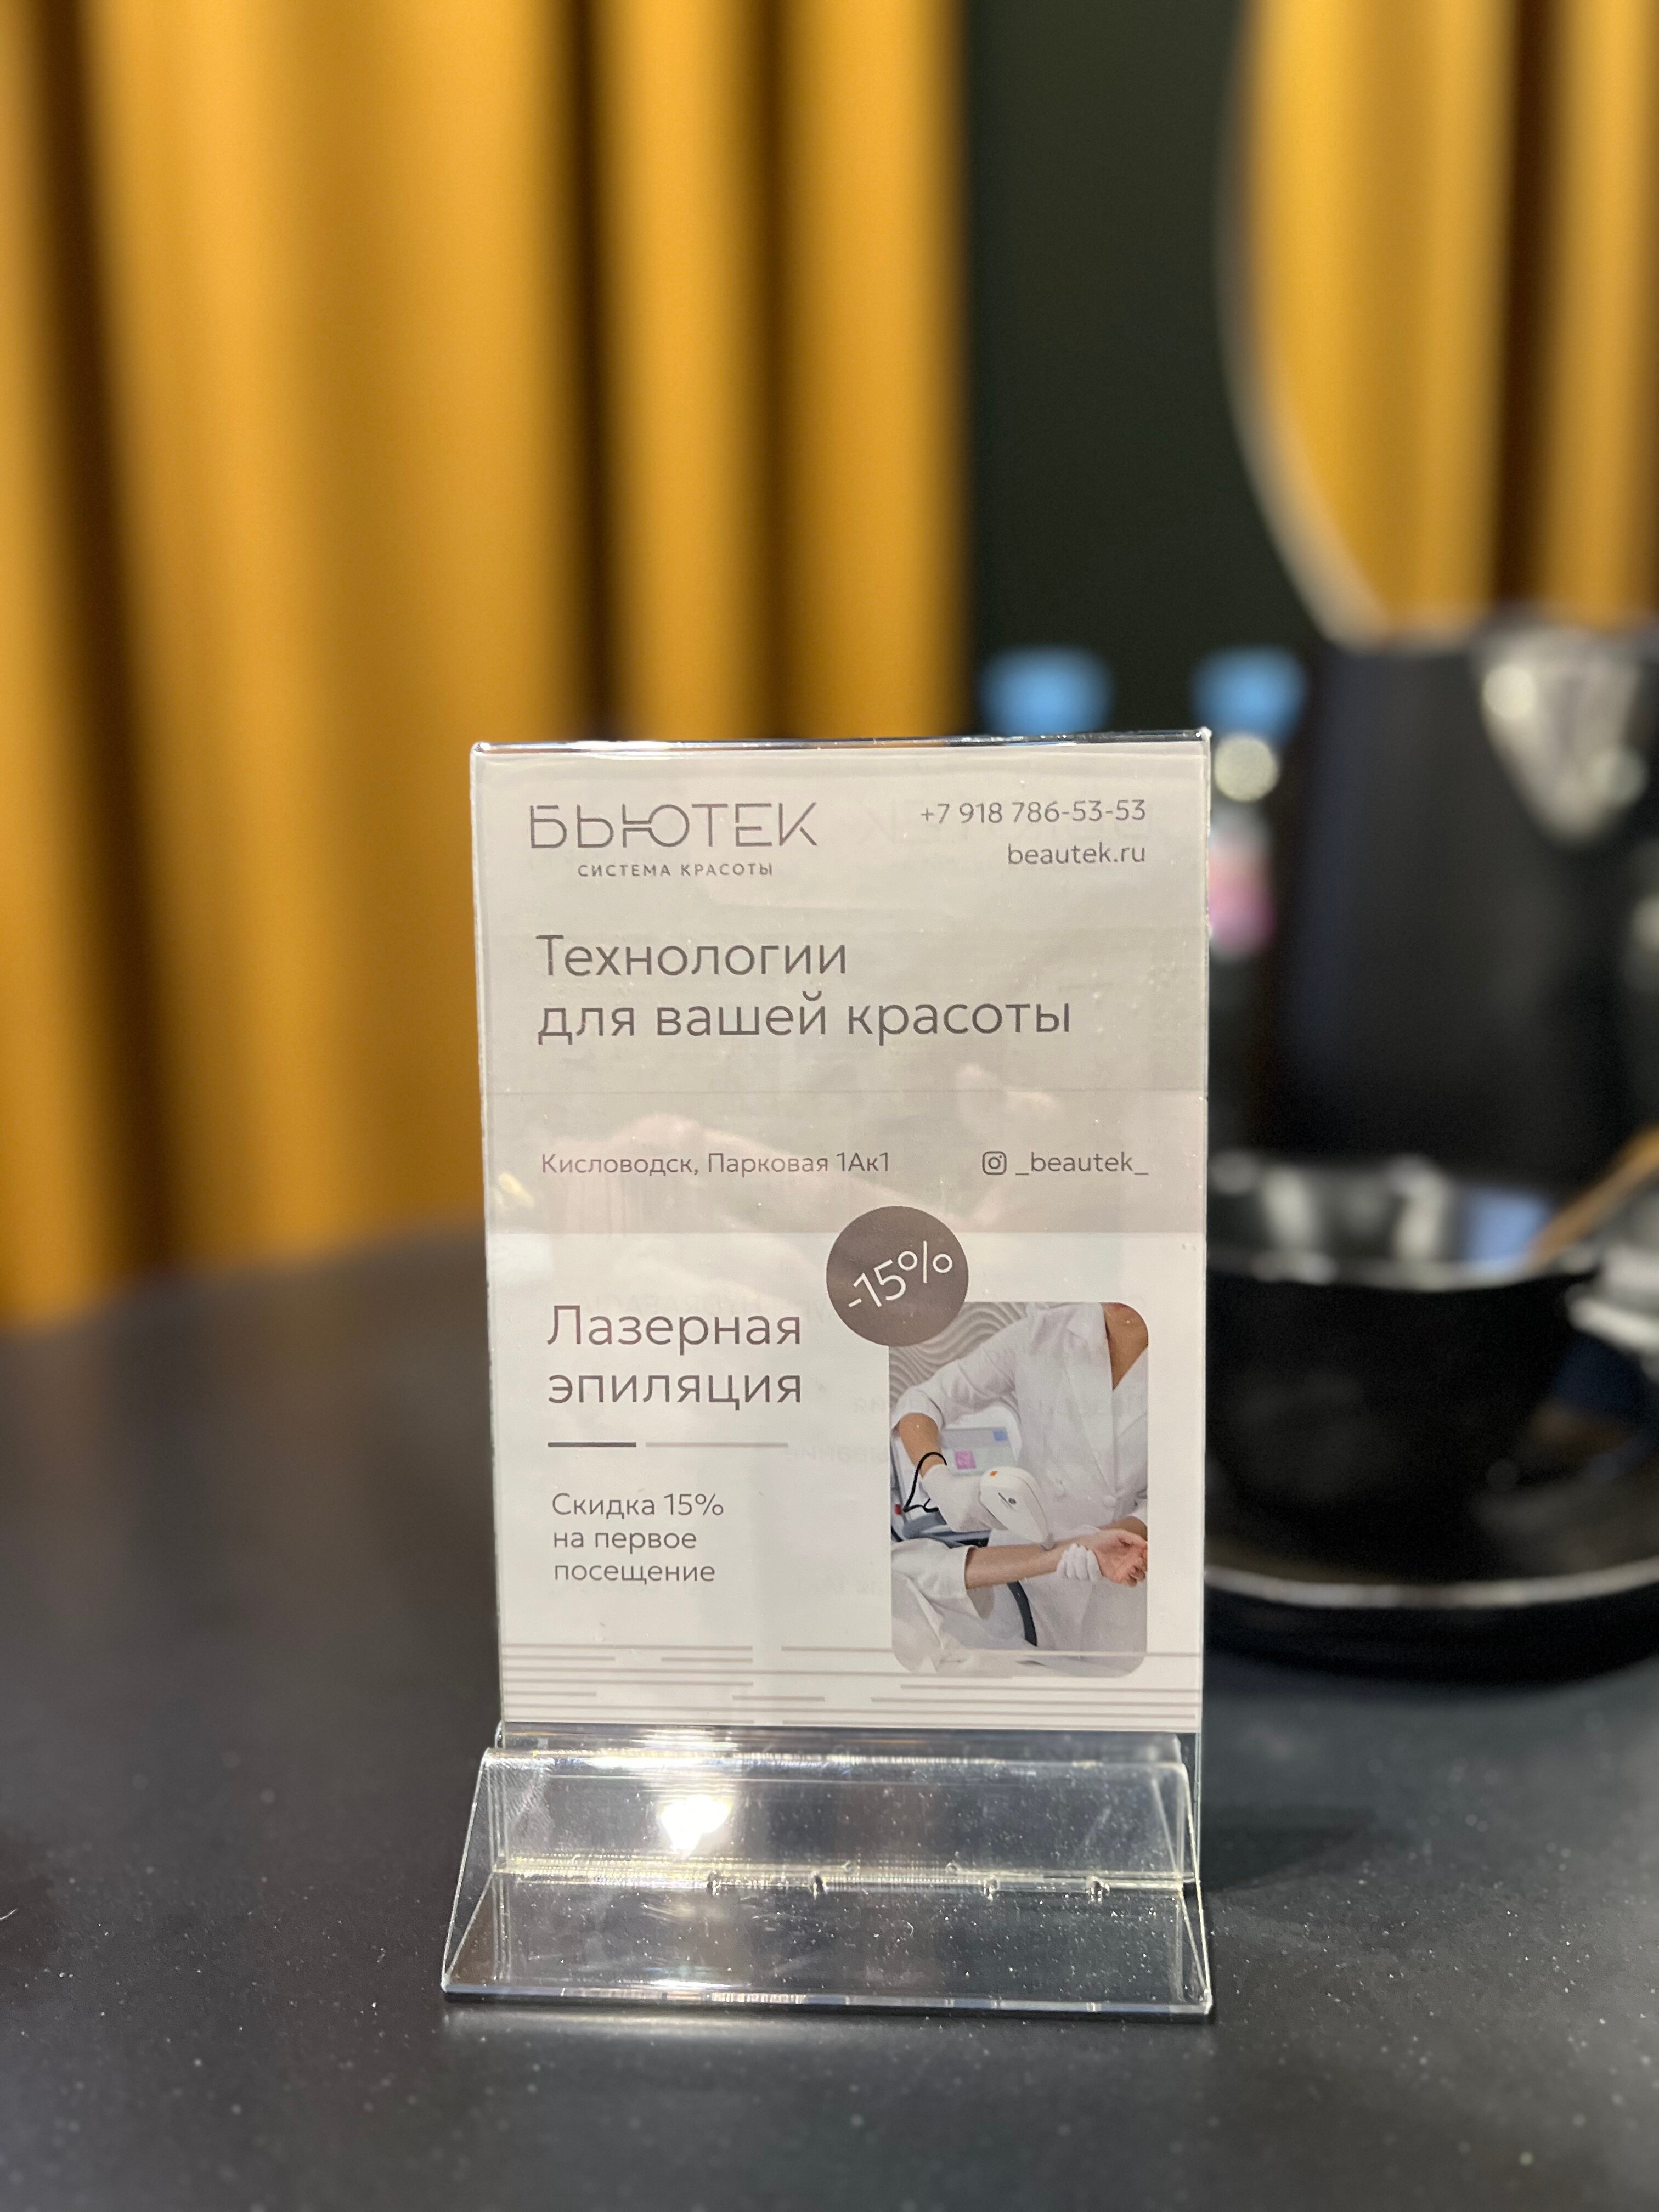 БЬЮТЕК
СИСТЕМА КРАСОТЫ
+7 918 786-53-53
beautek.ru
Технологии
для вашей красоты
Кисловодск, Парковая 1Ак1
_beautek_
-15%
Лазерная
эпиляция
Скидка 15%
на первое
посещение